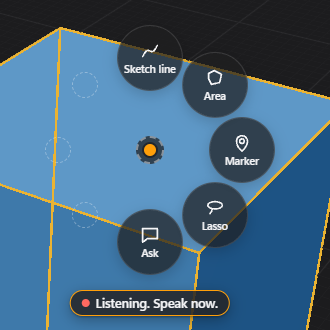 Sketch line
Area
Marker
Lasso
Ask
Listening. Speak now.